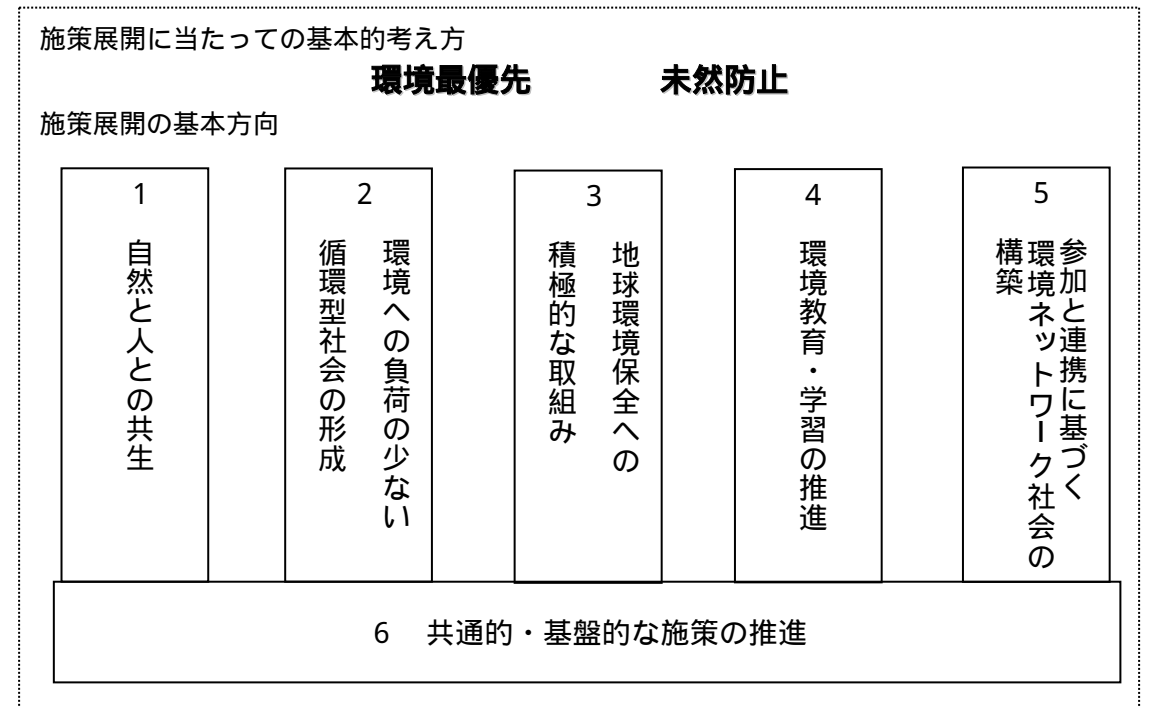 施策展開に当たっての基本的考え方
環境最優先　未然防止
施策展開の基本方向
1
自然と人との共生
2
環境への負荷の少ない
循環型社会の形成
3
地球環境保全への
積極的な取組み
4
環境教育・学習の推進
5
参加と連携に基づく
環境ネットワーク社会の
構築
6　共通的・基盤的な施策の推進